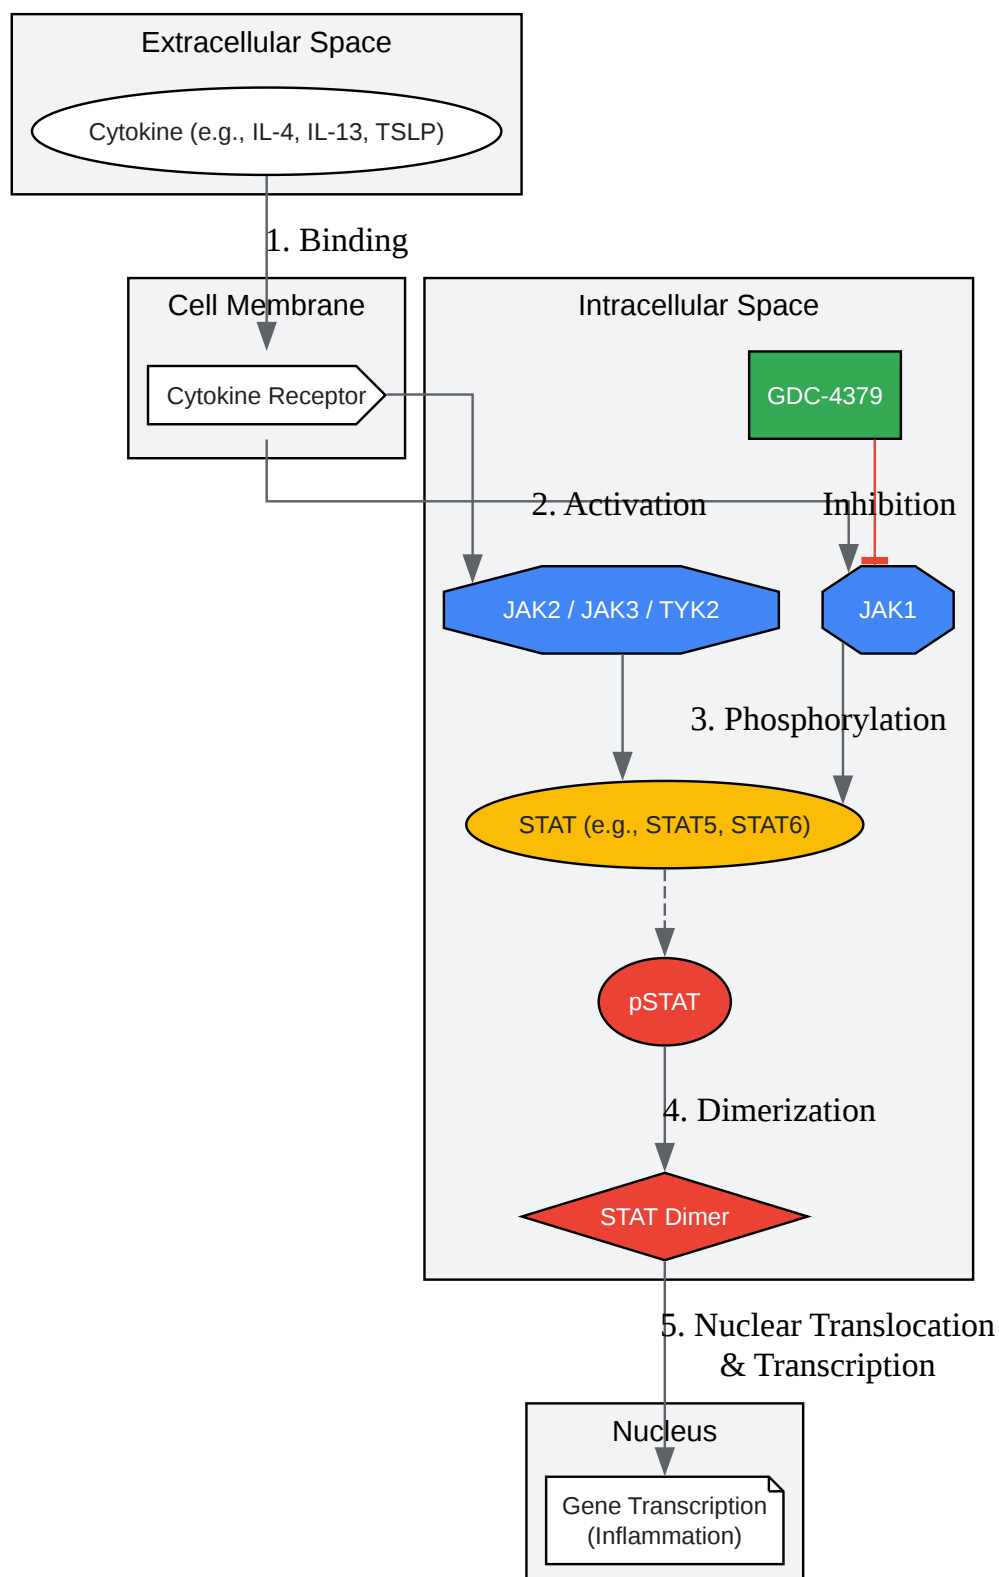 Extracellular Space
Cytokine (e.g., IL-4, IL-13, TSLP)
1. Binding
Cell Membrane
Intracellular Space
Cytokine Receptor
GDC-4379
2. Activation
Inhibition
JAK2 / JAK3 / TYK2
JAK1
3. Phosphorylation
STAT (e.g., STAT5, STAT6)
pSTAT
4. Dimerization
STAT Dimer
5. Nuclear Translocation
& Transcription
Nucleus
Gene Transcription
(Inflammation)